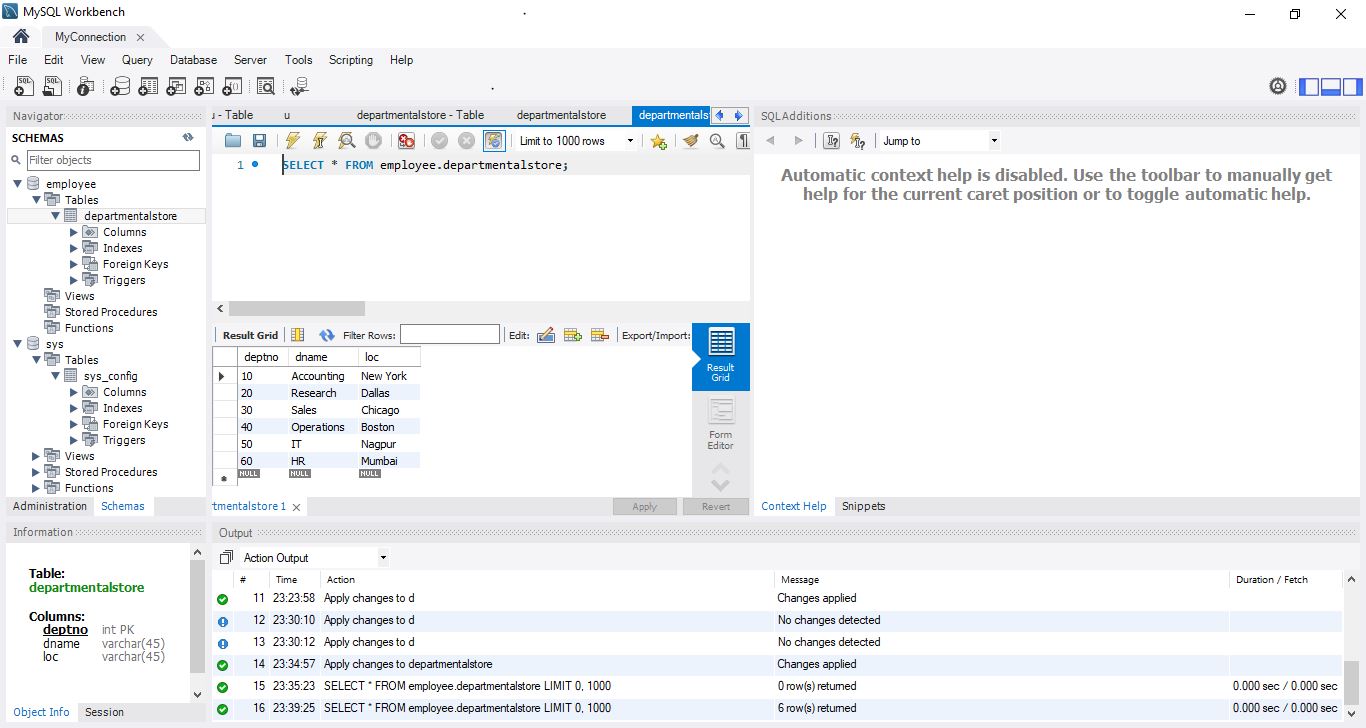 MySQL Workbench
MyConnection
File Edit View Query Database Server Tools Scripting Help
Navigator
SCHEMAS
Filter objects
employee
Tables
departmentalstore
Columns
Indexes
Foreign Keys
Triggers
Views
Stored Procedures
Functions
sys
Tables
sys_config
Columns
Indexes
Foreign Keys
Triggers
Views
Stored Procedures
Functions
Administration Schemas
Information
Table:
departmentalstore
Columns:
deptno int PK
dname varchar(45)
loc varchar(45)
Object Info Session
- Table u departmentalstore - Table departmentalstore departmentals
Limit to 1000 rows
1 SELECT * FROM employee.departmentalstore;
Result Grid Filter Rows: Edit: Export/Import:
deptno dname loc
10 Accounting New York
20 Research Dallas
30 Sales Chicago
40 Operations Boston
50 IT Nagpur
60 HR Mumbai
NULL NULL NULL
Result
Grid
Form
Editor
tmentalstore 1 Apply Revert
SQLAdditions
Jump to
Automatic context help is disabled. Use the toolbar to manually get
help for the current caret position or to toggle automatic help.
Context Help Snippets
Output
Action Output
# Time Action Message Duration / Fetch
11 23:23:58 Apply changes to d Changes applied
12 23:30:10 Apply changes to d No changes detected
13 23:30:12 Apply changes to d No changes detected
14 23:34:57 Apply changes to departmentalstore Changes applied
15 23:35:23 SELECT * FROM employee.departmentalstore LIMIT 0, 1000 0 row(s) returned 0.000 sec / 0.000 sec
16 23:39:25 SELECT * FROM employee.departmentalstore LIMIT 0, 1000 6 row(s) returned 0.000 sec / 0.000 sec